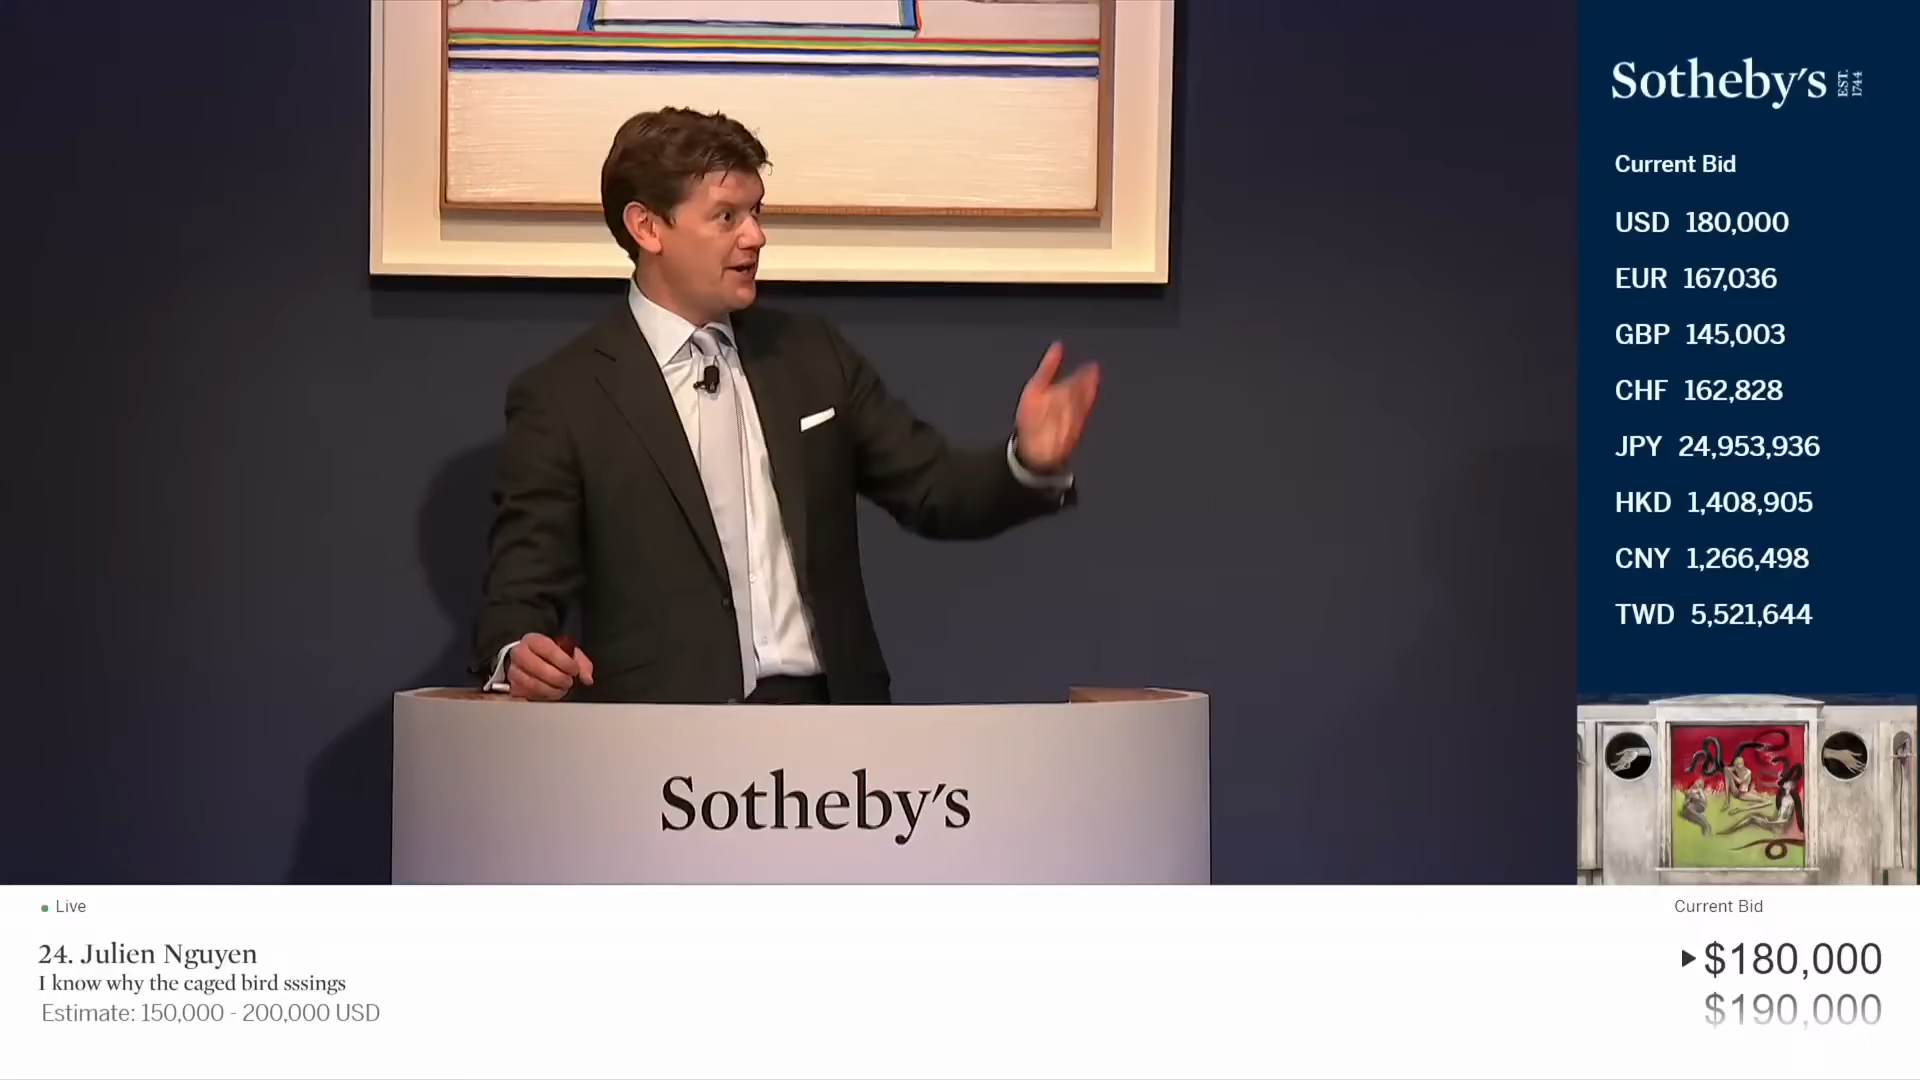 Sotheby's EST. 1744
Current Bid
USD 180,000
EUR 167,036
GBP 145,003
CHF 162,828
JPY 24,953,936
HKD 1,408,905
CNY 1,266,498
TWD 5,521,644
Sotheby's
Live
24. Julien Nguyen
I know why the caged bird sssings
Estimate: 150,000 - 200,000 USD
Current Bid
$180,000
$190,000